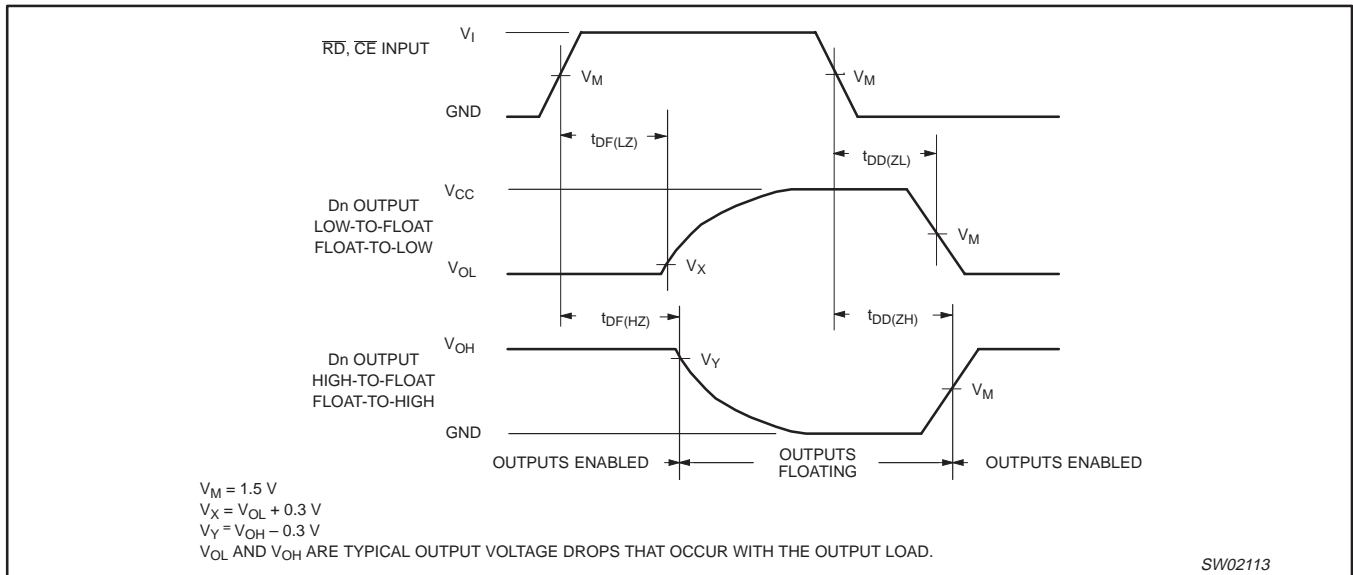 R̅D̅, C̅E̅ INPUT
VI
VM
VM
GND
tDF(LZ)
tDD(ZL)
VCC
Dn OUTPUT
LOW-TO-FLOAT
FLOAT-TO-LOW
VM
VX
VOL
tDF(HZ)
tDD(ZH)
VOH
Dn OUTPUT
HIGH-TO-FLOAT
FLOAT-TO-HIGH
VY
VM
GND
OUTPUTS ENABLED
OUTPUTS
FLOATING
OUTPUTS ENABLED
VM = 1.5 V
VX = VOL + 0.3 V
VY = VOH – 0.3 V
VOL AND VOH ARE TYPICAL OUTPUT VOLTAGE DROPS THAT OCCUR WITH THE OUTPUT LOAD.
SW02113